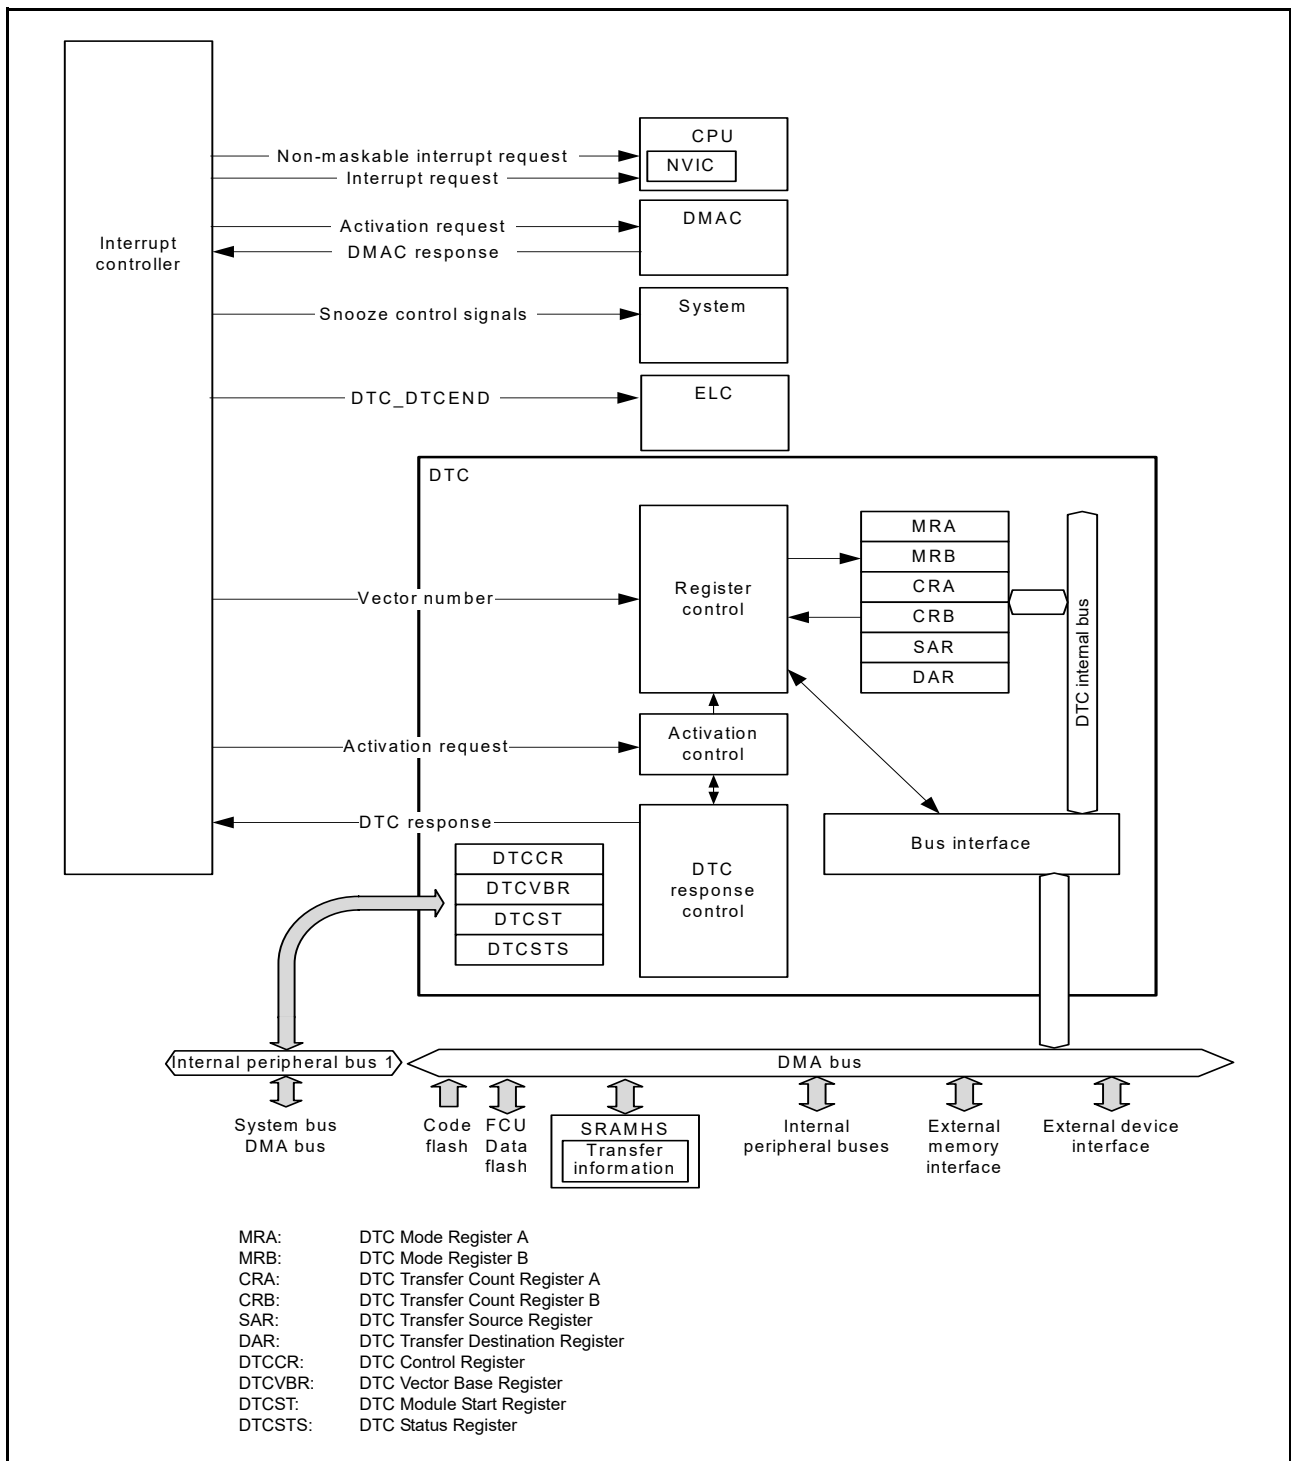 CPU
NVIC
Non-maskable interrupt request
Interrupt request
Interrupt
controller
Activation request
DMAC
DMAC response
Snooze control signals
System
DTC_DTCEND
ELC
DTC
Vector number
Register
control
MRA
MRB
CRA
CRB
SAR
DAR
DTC internal bus
Activation request
Activation
control
DTC response
DTC
response
control
Bus interface
DTCCR
DTCVBR
DTCST
DTCSTS
Internal peripheral bus 1
DMA bus
System bus
DMA bus
Code
flash
FCU
Data
flash
SRAMHS
Transfer
information
Internal
peripheral buses
External
memory
interface
External device
interface
MRA: DTC Mode Register A
MRB: DTC Mode Register B
CRA: DTC Transfer Count Register A
CRB: DTC Transfer Count Register B
SAR: DTC Transfer Source Register
DAR: DTC Transfer Destination Register
DTCCR: DTC Control Register
DTCVBR: DTC Vector Base Register
DTCST: DTC Module Start Register
DTCSTS: DTC Status Register